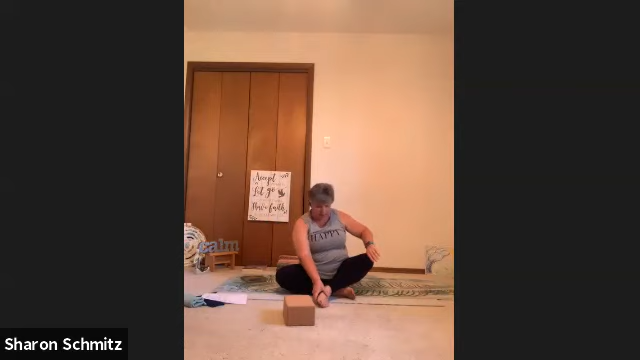 Accept
Let go
Have faith
calm
HAPPY
Sharon Schmitz